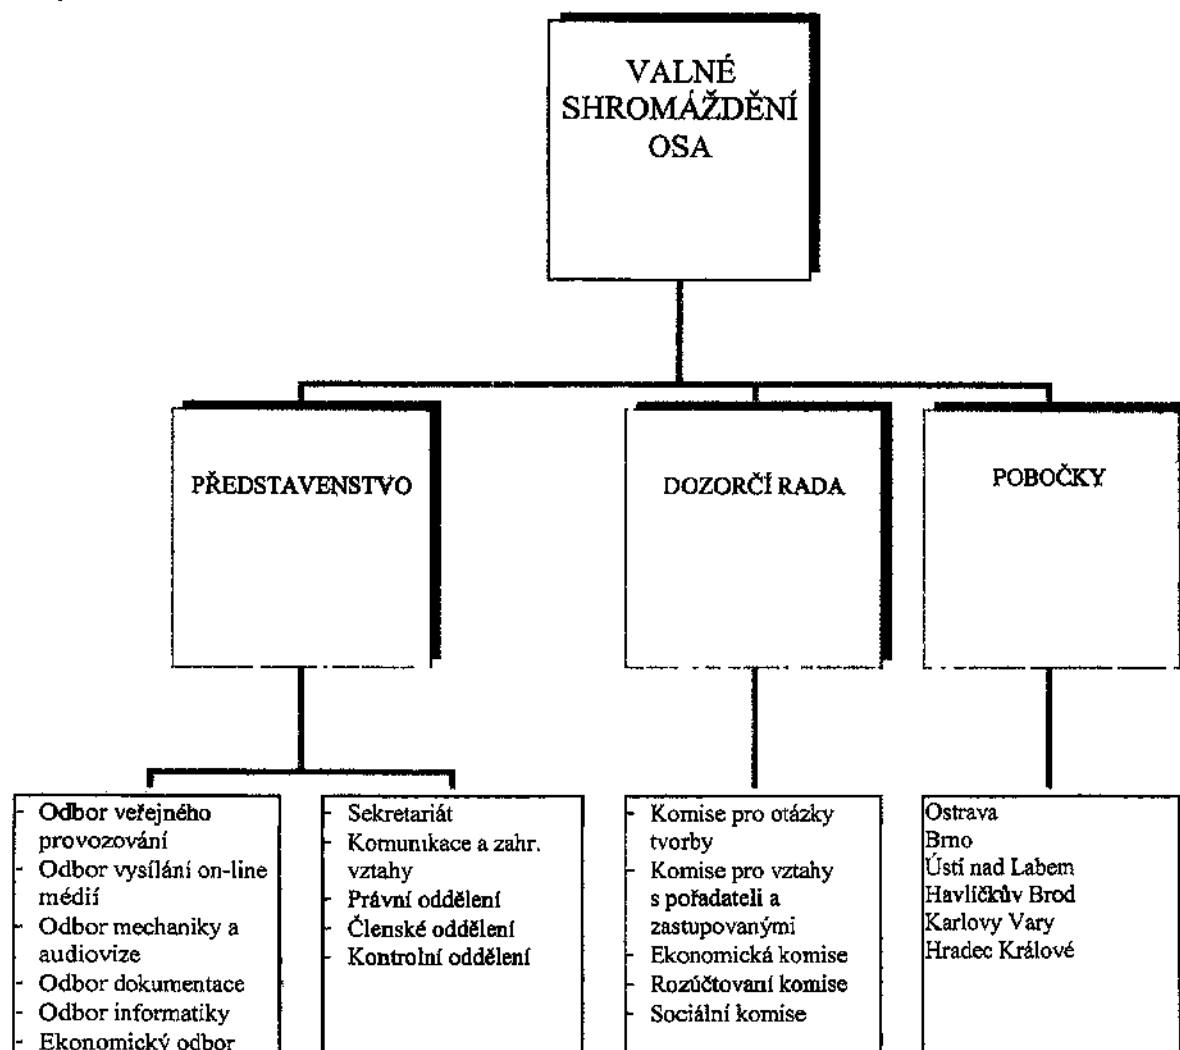 VALNÉ
SHROMÁŽDĚNÍ
OSA
PŘEDSTAVENSTVO
DOZORČÍ RADA
POBOČKY
- Odbor veřejného
provozování
- Odbor vysílání on-line
médií
- Odbor mechaniky a
audiovize
- Odbor dokumentace
- Odbor informatiky
- Ekonomický odbor
- Sekretariát
- Komunikace a zahr.
vztahy
- Právní oddělení
- Členské oddělení
- Kontrolní oddělení
- Komise pro otázky
tvorby
- Komise pro vztahy
s pořadateli a
zastupovanými
- Ekonomická komise
- Rozúčtovaní komise
- Sociální komise
Ostrava
Brno
Ústí nad Labem
Havlíčkův Brod
Karlovy Vary
Hradec Králové